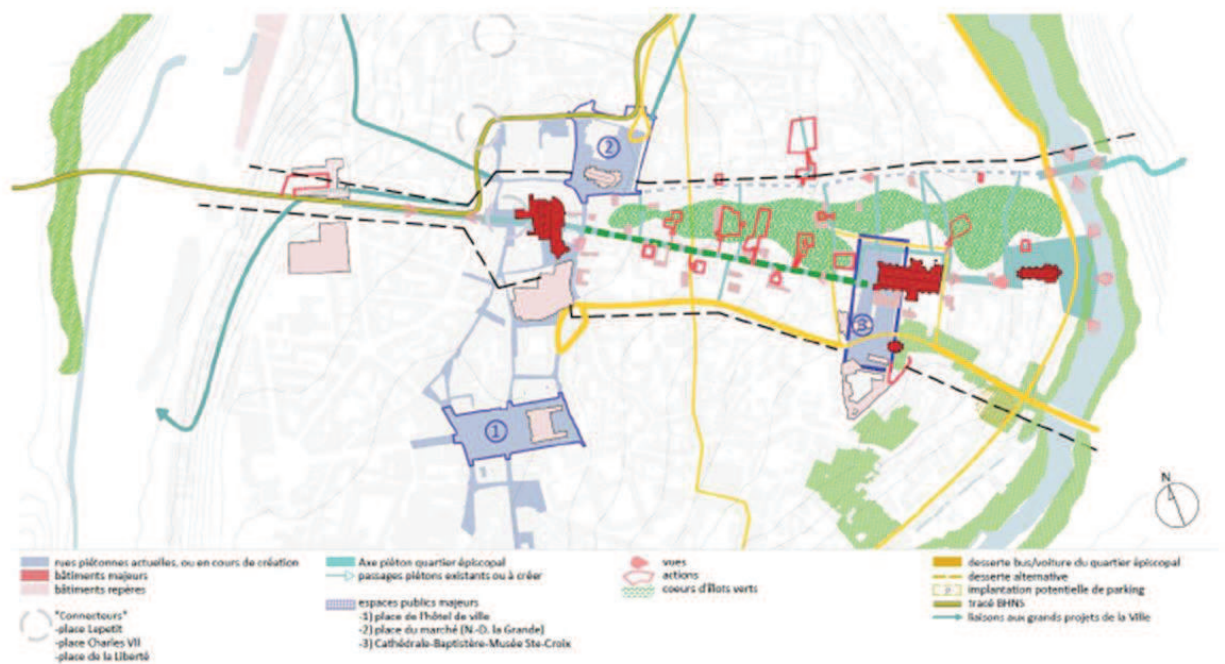 ②
③
①
N
rues piétonnes actuelles, ou en cours de création
bâtiments majeurs
bâtiments repères
"Connecteurs"
-place Lepetit
-place Charles VII
-place de la Liberté
Axe piéton quartier épiscopal
passages piétons existants ou à créer
espaces publics majeurs
-1) place de l'hôtel de ville
-2) place du marché (N.-D. la Grande)
-3) Cathédrale-Baptistère-Musée Ste-Croix
vues
actions
coeurs d'îlots verts
desserte bus/voiture du quartier épiscopal
desserte alternative
implantation potentielle de parking
tracé BHNS
liaisons aux grands projets de la Ville